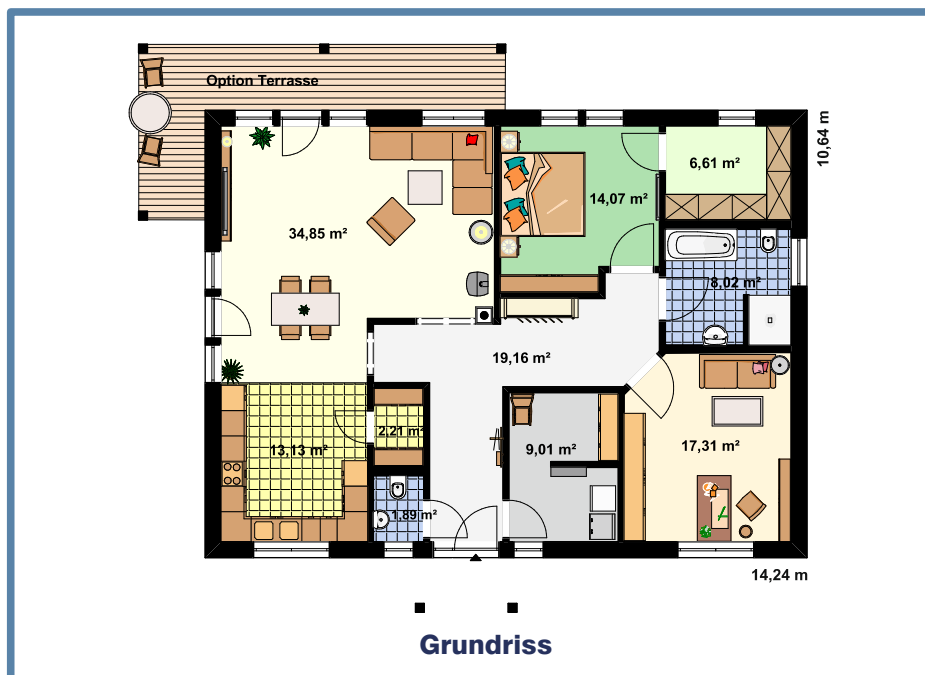 Option Terrasse
10,64 m
6,61 m²
14,07 m²
34,85 m²
8,02 m²
19,16 m²
2,21 m²
13,13 m²
9,01 m²
17,31 m²
1,89 m²
14,24 m
Grundriss